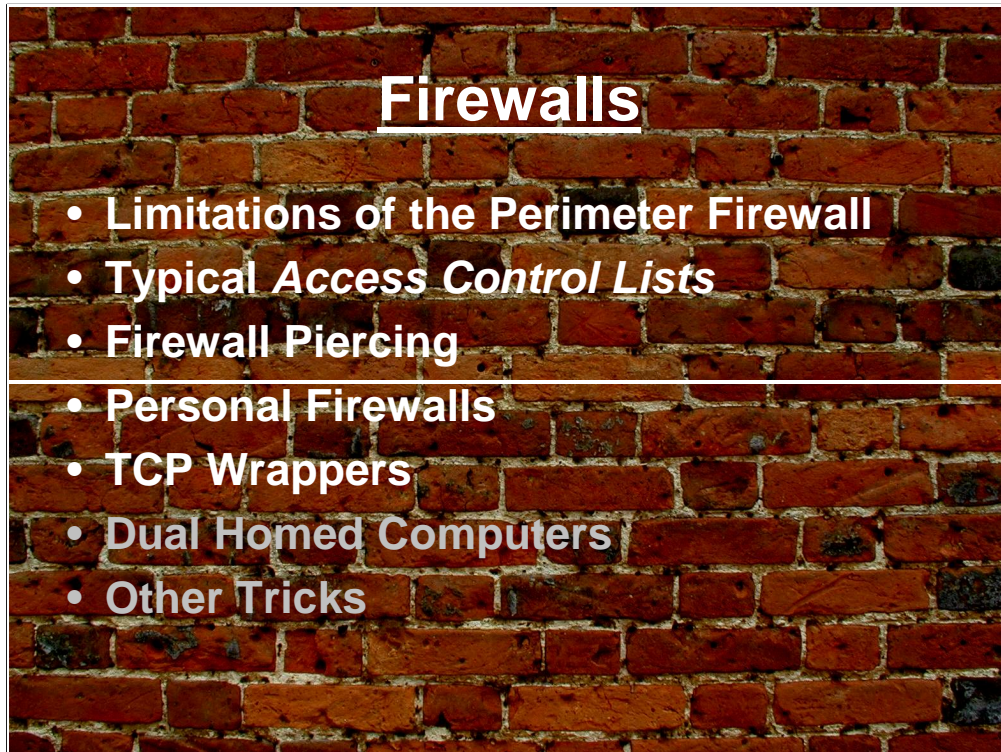 Firewalls
• Limitations of the Perimeter Firewall
• Typical Access Control Lists
• Firewall Piercing
• Personal Firewalls
• TCP Wrappers
• Dual Homed Computers
• Other Tricks